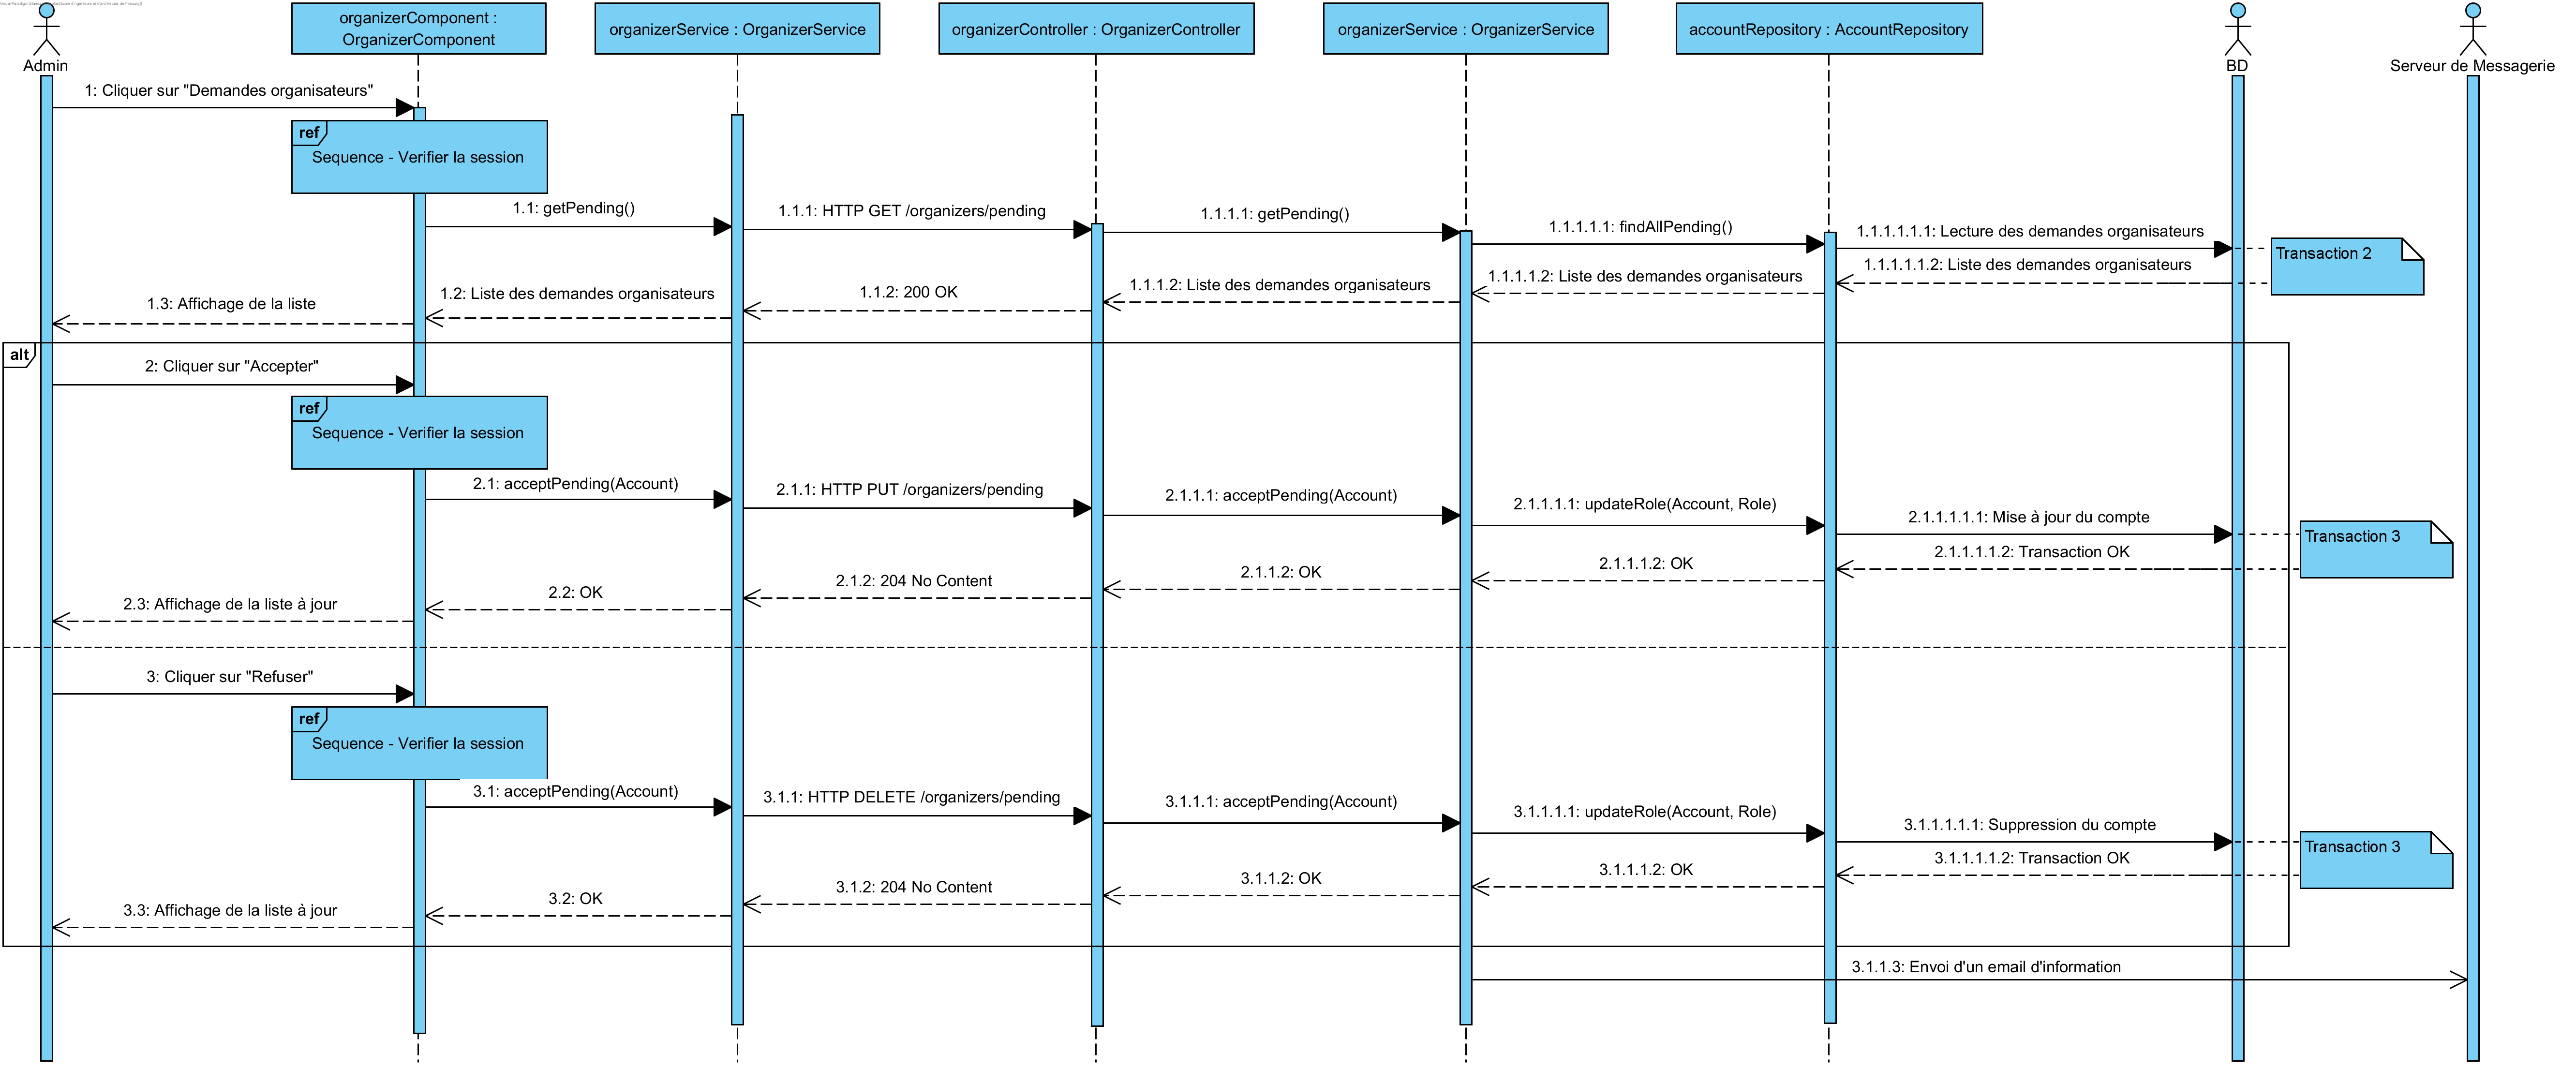 organizerComponent :
OrganizerComponent
organizerService : OrganizerService
organizerController : OrganizerController
organizerService : OrganizerService
accountRepository : AccountRepository
Admin
BD
Serveur de Messagerie
1: Cliquer sur "Demandes organisateurs"
ref
Sequence - Verifier la session
1.1: getPending()
1.1.1: HTTP GET /organizers/pending
1.1.1.1: getPending()
1.1.1.1.1: findAllPending()
1.1.1.1.1.1: Lecture des demandes organisateurs
Transaction 2
1.1.1.1.1.2: Liste des demandes organisateurs
1.1.1.1.2: Liste des demandes organisateurs
1.1.1.2: Liste des demandes organisateurs
1.1.2: 200 OK
1.2: Liste des demandes organisateurs
1.3: Affichage de la liste
alt
2: Cliquer sur "Accepter"
ref
Sequence - Verifier la session
2.1: acceptPending(Account)
2.1.1: HTTP PUT /organizers/pending
2.1.1.1: acceptPending(Account)
2.1.1.1.1: updateRole(Account, Role)
2.1.1.1.1.1: Mise à jour du compte
Transaction 3
2.1.1.1.1.2: Transaction OK
2.1.1.1.2: OK
2.1.1.2: OK
2.1.2: 204 No Content
2.2: OK
2.3: Affichage de la liste à jour
3: Cliquer sur "Refuser"
ref
Sequence - Verifier la session
3.1: acceptPending(Account)
3.1.1: HTTP DELETE /organizers/pending
3.1.1.1: acceptPending(Account)
3.1.1.1.1: updateRole(Account, Role)
3.1.1.1.1.1: Suppression du compte
Transaction 3
3.1.1.1.1.2: Transaction OK
3.1.1.1.2: OK
3.1.1.2: OK
3.1.2: 204 No Content
3.2: OK
3.3: Affichage de la liste à jour
3.1.1.3: Envoi d'un email d'information